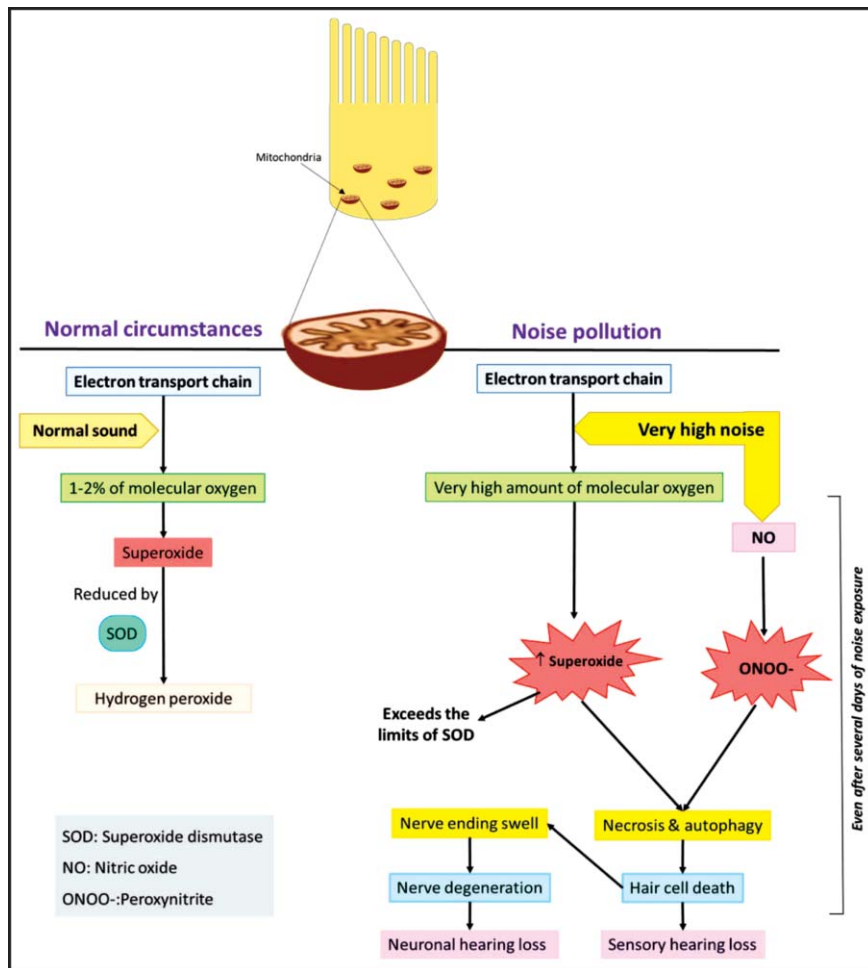 Mitochondria
Normal circumstances
Noise pollution
Electron transport chain
Normal sound
1-2% of molecular oxygen
Superoxide
Reduced by
SOD
Hydrogen peroxide
Electron transport chain
Very high noise
Very high amount of molecular oxygen
NO
↑ Superoxide
ONOO-
Exceeds the
limits of SOD
Necrosis & autophagy
Nerve ending swell
Hair cell death
Nerve degeneration
Sensory hearing loss
Neuronal hearing loss
Even after several days of noise exposure
SOD: Superoxide dismutase
NO: Nitric oxide
ONOO-:Peroxynitrite